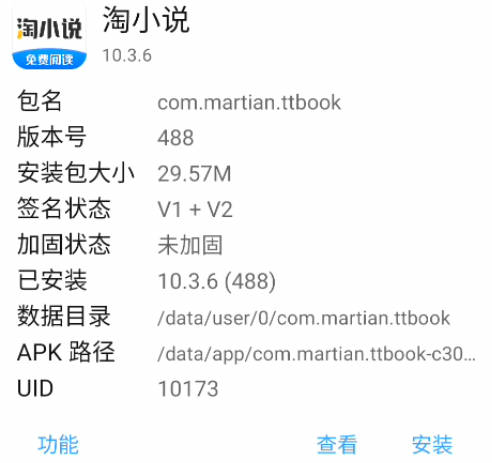 淘小说
免费阅读
淘小说
10.3.6
包名 com.martian.ttbook
版本号 488
安装包大小 29.57M
签名状态 V1 + V2
加固状态 未加固
已安装 10.3.6 (488)
数据目录 /data/user/0/com.martian.ttbook
APK 路径 /data/app/com.martian.ttbook-c30...
UID 10173
功能 查看 安装